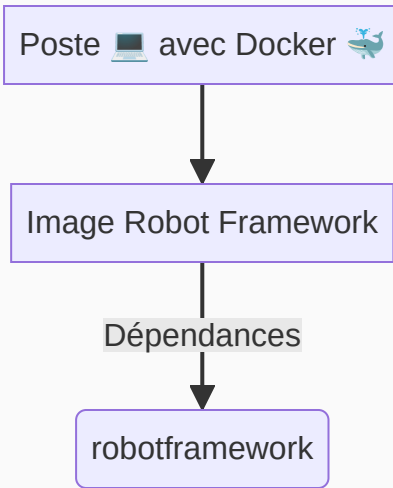 Poste 💻 avec Docker 🐳
Image Robot Framework
Dépendances
robotframework